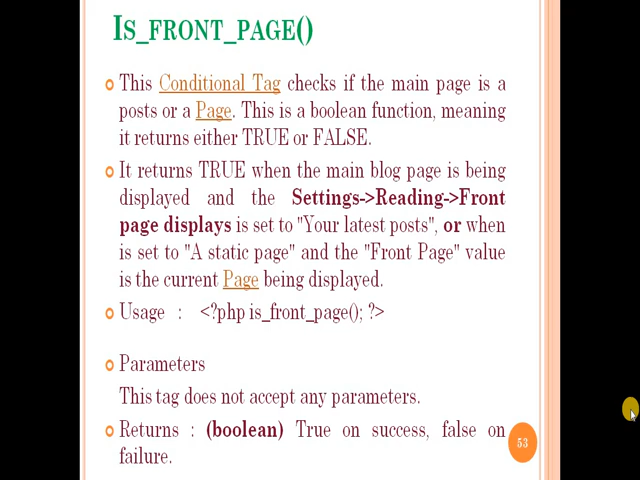 IS_FRONT_PAGE()
This Conditional Tag checks if the main page is a
posts or a Page. This is a boolean function, meaning
it returns either TRUE or FALSE.
It returns TRUE when the main blog page is being
displayed and the Settings->Reading->Front
page displays is set to "Your latest posts", or when
is set to "A static page" and the "Front Page" value
is the current Page being displayed.
Usage : <?php is_front_page(); ?>
Parameters
This tag does not accept any parameters.
Returns : (boolean) True on success, false on
failure.
53